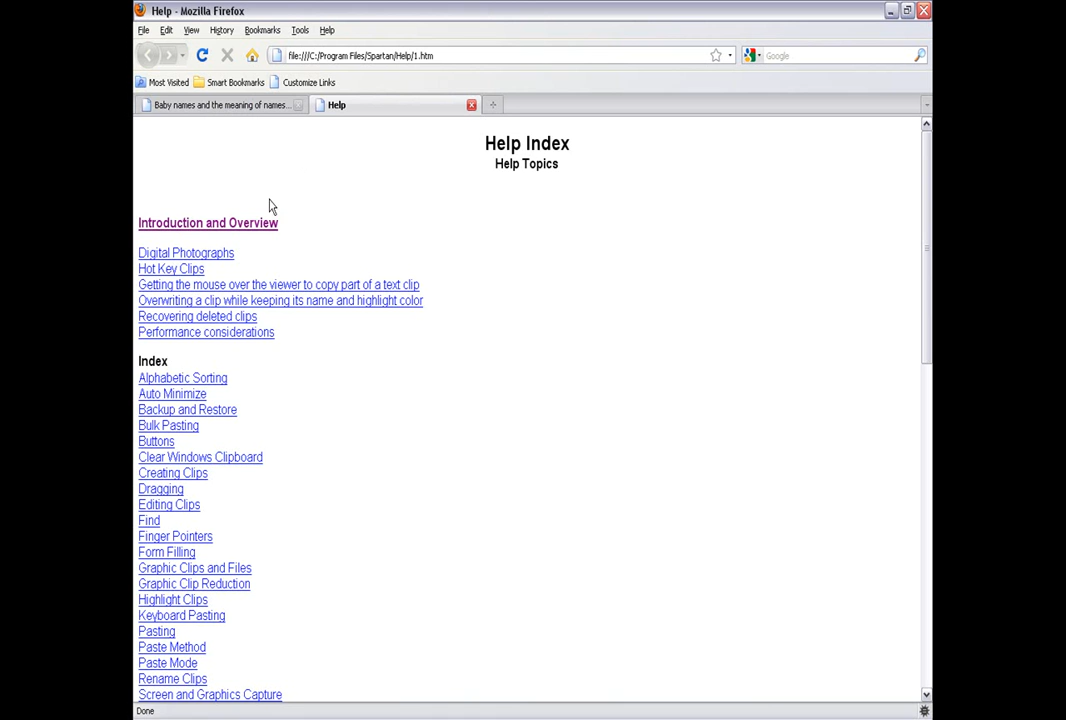 Help - Mozilla Firefox
File Edit View History Bookmarks Tools Help
file:///C:/Program Files/Spartan/Help/1.htm
Google
Most Visited Smart Bookmarks Customize Links
Baby names and the meaning of names...
Help
Help Index
Help Topics
Introduction and Overview
Digital Photographs
Hot Key Clips
Getting the mouse over the viewer to copy part of a text clip
Overwriting a clip while keeping its name and highlight color
Recovering deleted clips
Performance considerations
Index
Alphabetic Sorting
Auto Minimize
Backup and Restore
Bulk Pasting
Buttons
Clear Windows Clipboard
Creating Clips
Dragging
Editing Clips
Find
Finger Pointers
Form Filling
Graphic Clips and Files
Graphic Clip Reduction
Highlight Clips
Keyboard Pasting
Pasting
Paste Method
Paste Mode
Rename Clips
Screen and Graphics Capture
Done